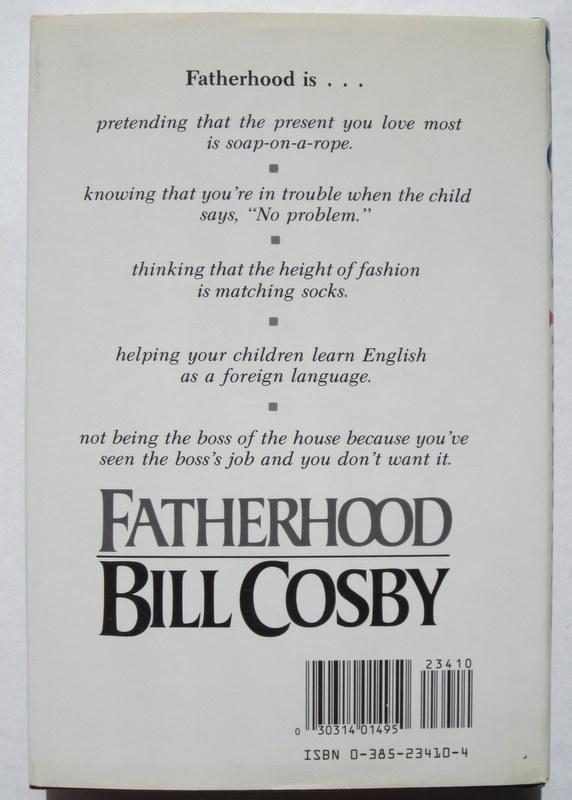 Fatherhood is . . .
pretending that the present you love most
is soap-on-a-rope.
knowing that you're in trouble when the child
says, “No problem.”
thinking that the height of fashion
is matching socks.
helping your children learn English
as a foreign language.
not being the boss of the house because you've
seen the boss's job and you don't want it.
FATHERHOOD
BILL COSBY
23410
0 30314 01495
ISBN 0-385-23410-4